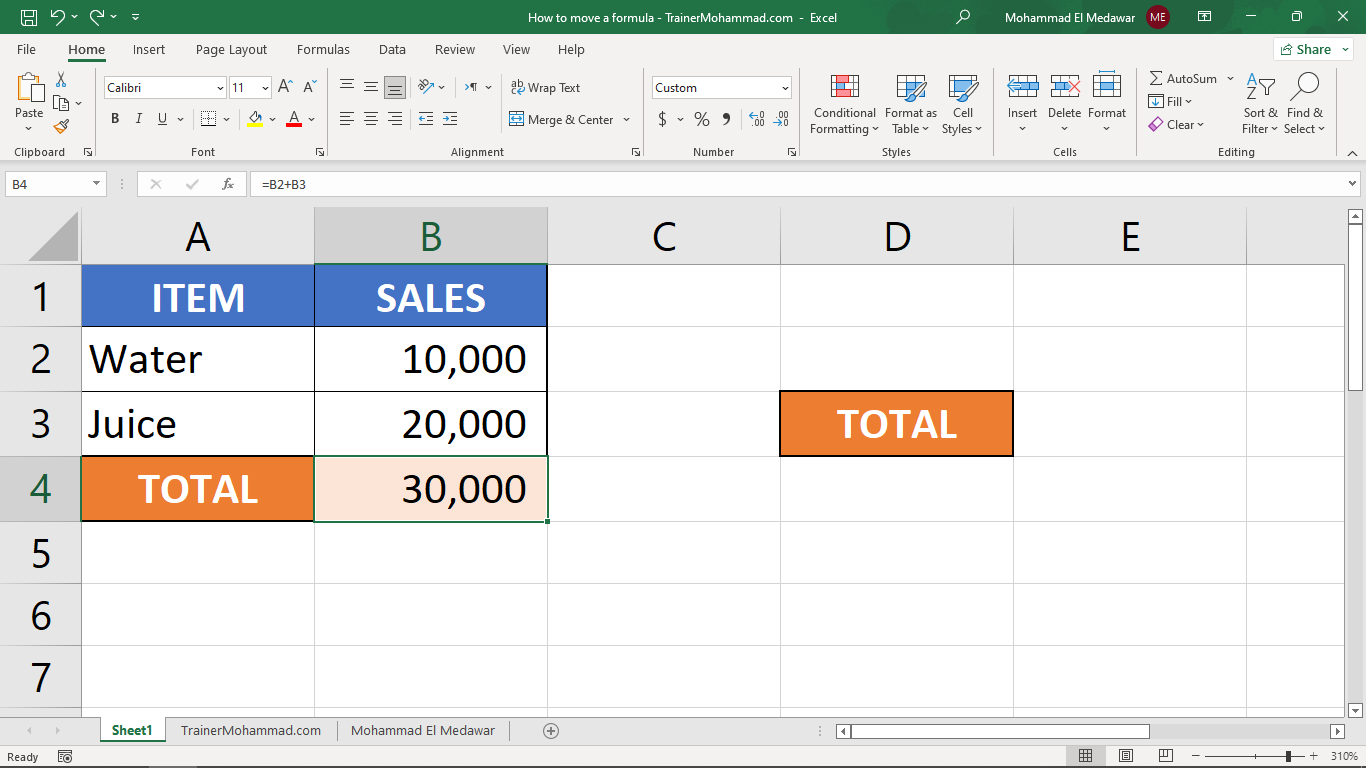 How to move a formula - TrainerMohammad.com - Excel
Mohammad El Medawar ME
File Home Insert Page Layout Formulas Data Review View Help Share
Paste
Clipboard
Calibri 11
B I U A A A
Font
ab Wrap Text
Merge & Center
Alignment
Custom
$ % 9 .00 .00
Number
Conditional Formatting
Format as Table
Cell Styles
Styles
Insert Delete Format
Cells
AutoSum
Fill
Clear
Sort & Filter
Find & Select
Editing
B4 fx =B2+B3
A B C D E
1 ITEM SALES
2 Water 10,000
3 Juice 20,000 TOTAL
4 TOTAL 30,000
5
6
7
Sheet1 TrainerMohammad.com Mohammad El Medawar
Ready 310%